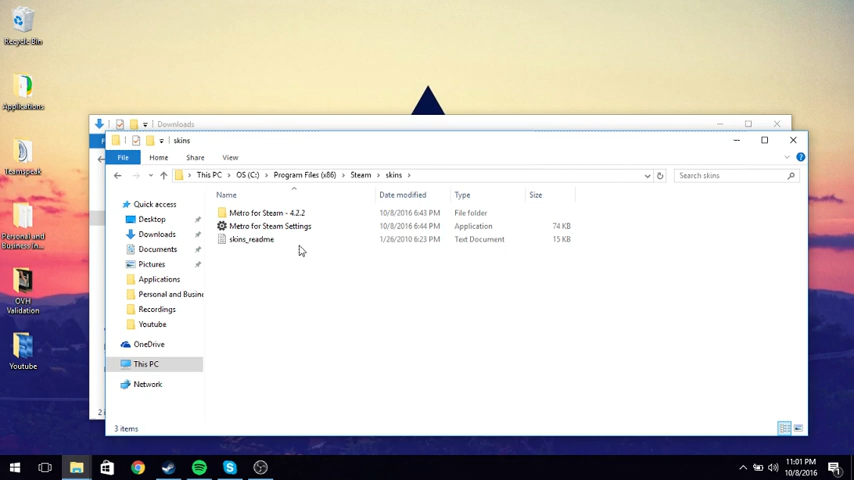 Recycle Bin
Applications
Teamspeak
Personal and
Business In...
OVH
Validation
Youtube
Downloads
skins
File Home Share View
This PC > OS (C:) > Program Files (x86) > Steam > skins >
Search skins
Name Date modified Type Size
Metro for Steam - 4.2.2 10/8/2016 6:43 PM File folder
Metro for Steam Settings 10/8/2016 6:44 PM Application 74 KB
skins_readme 1/26/2010 6:23 PM Text Document 15 KB
Quick access
Desktop
Downloads
Documents
Pictures
Applications
Personal and Busine
Recordings
Youtube
OneDrive
This PC
Network
3 items
11:01 PM
10/8/2016